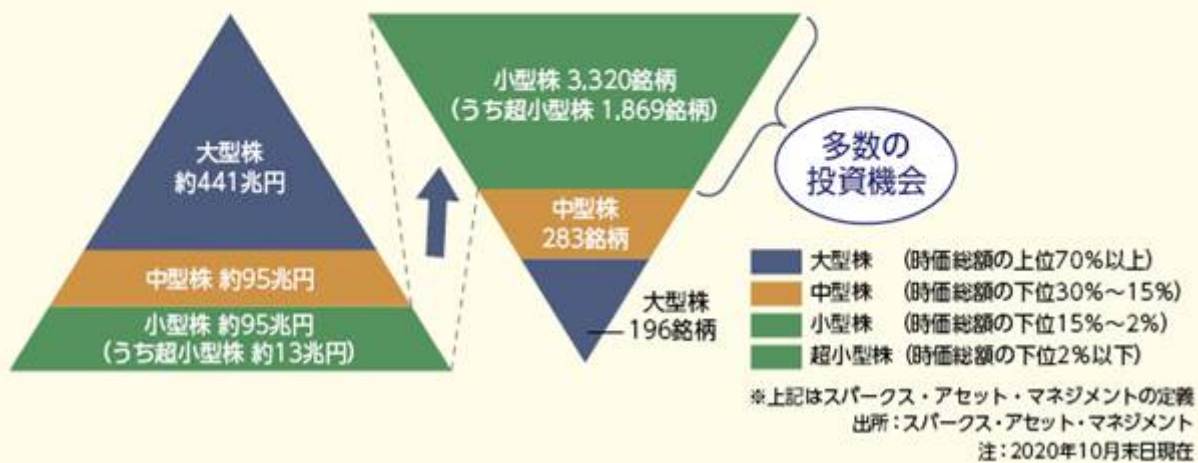 大型株
約441兆円
中型株 約95兆円
小型株 約95兆円
(うち超小型株 約13兆円)
小型株 3,320銘柄
(うち超小型株 1,869銘柄)
中型株
283銘柄
大型株
196銘柄
多数の
投資機会
大型株 (時価総額の上位70%以上)
中型株 (時価総額の下位30%～15%)
小型株 (時価総額の下位15%～2%)
超小型株 (時価総額の下位2%以下)
※上記はスパークス・アセット・マネジメントの定義
出所：スパークス・アセット・マネジメント
注：2020年10月末日現在